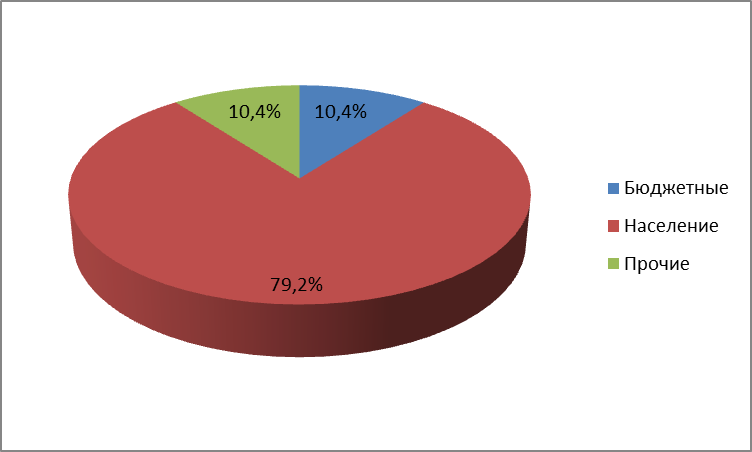 10,4%
10,4%
79,2%
Бюджетные
Население
Прочие